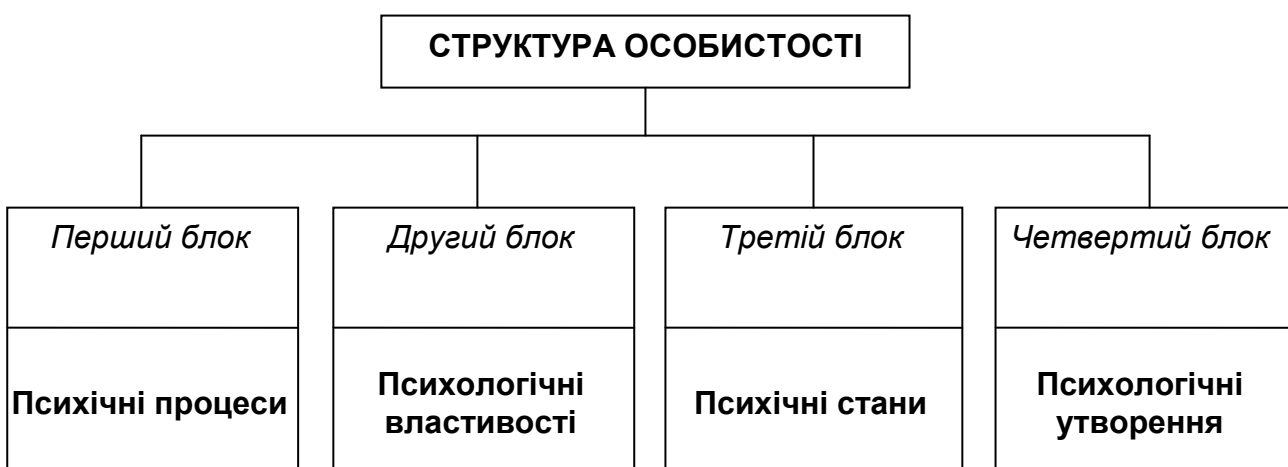 СТРУКТУРА ОСОБИСТОСТІ
Перший блок
Другий блок
Третій блок
Четвертий блок
Психічні процеси
Психологічні
властивості
Психічні стани
Психологічні
утворення